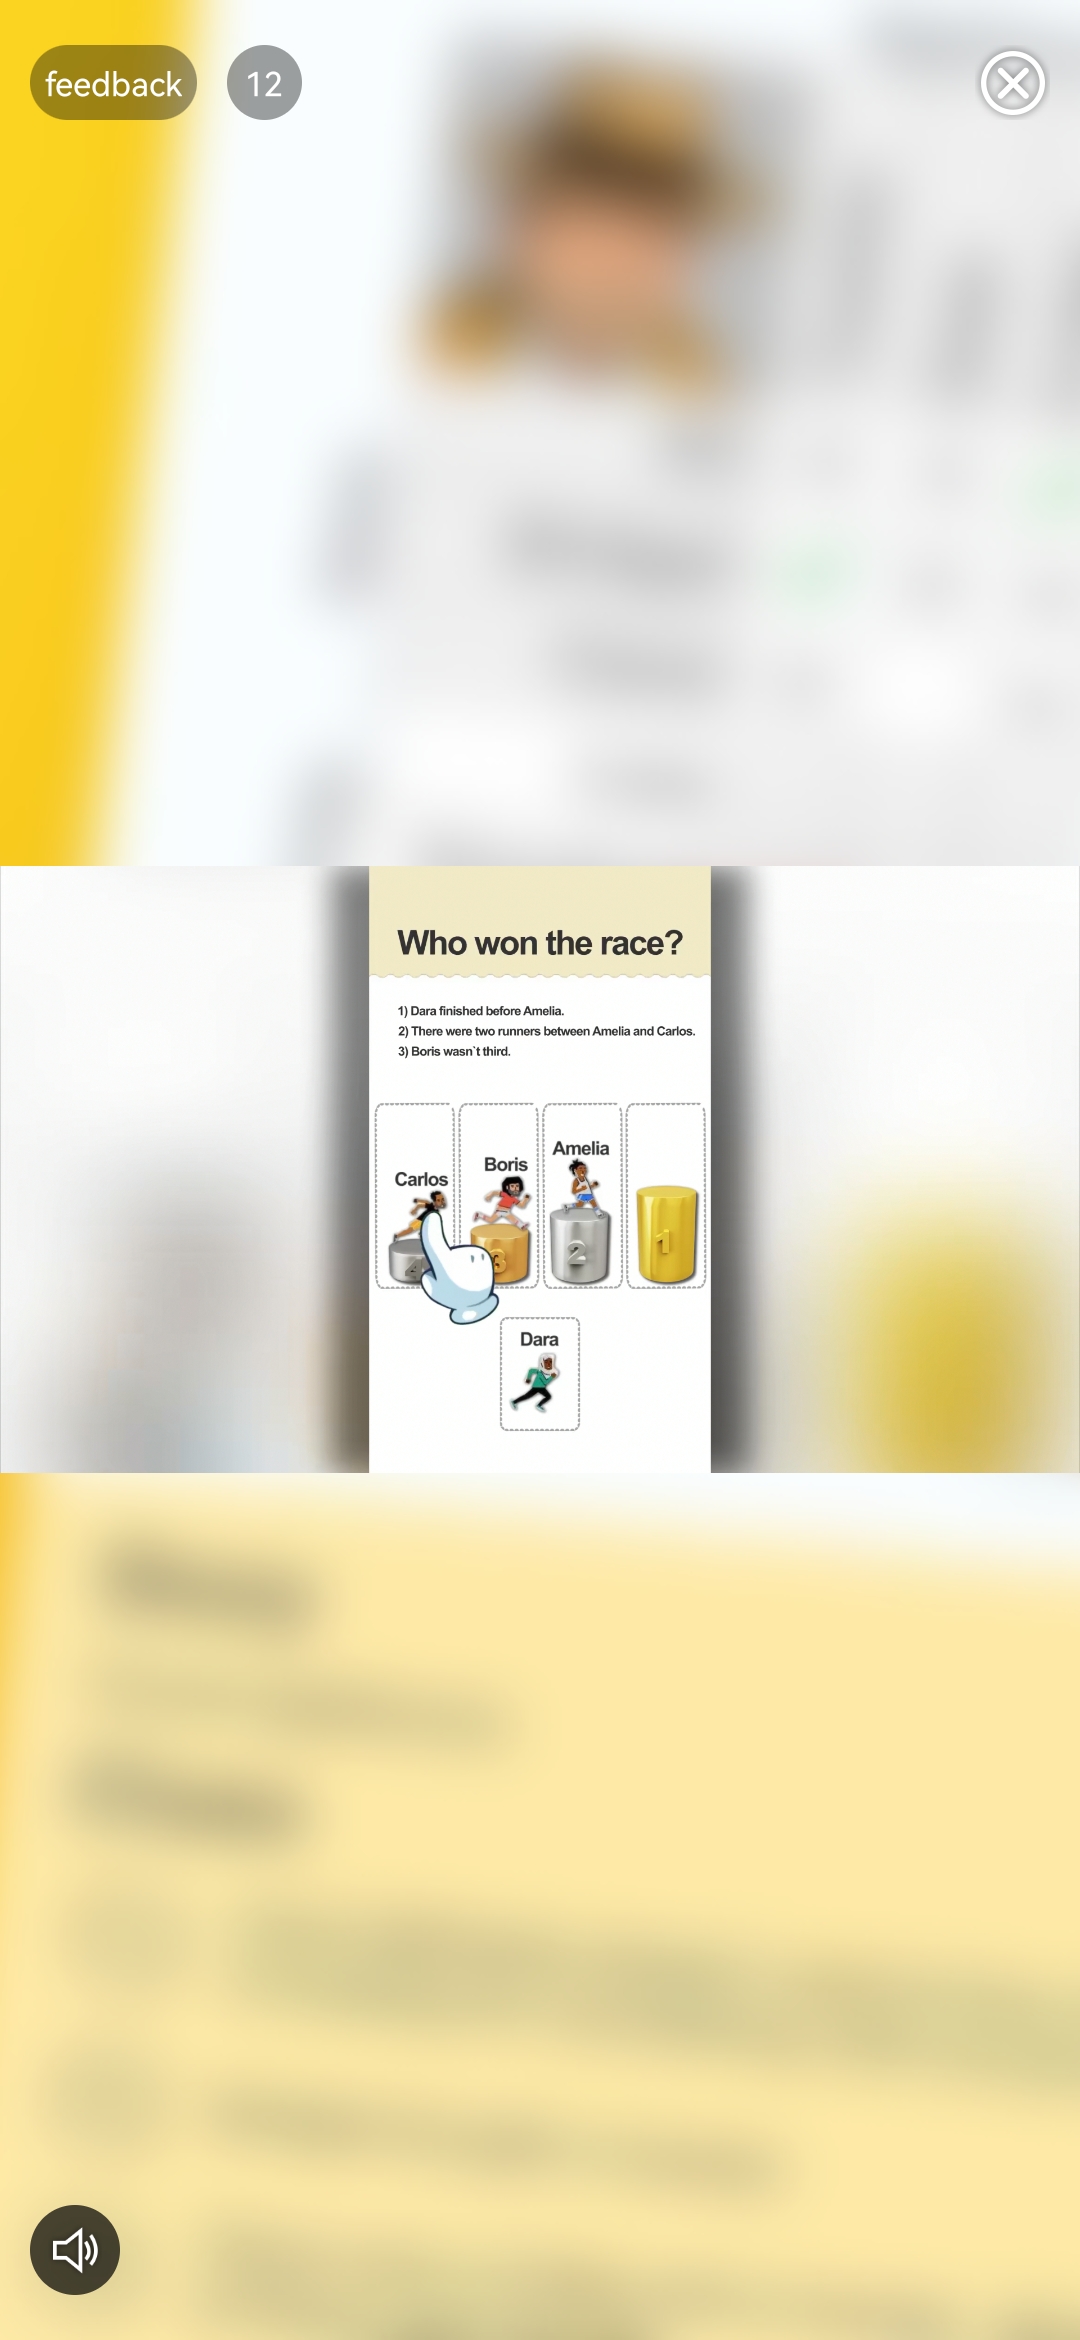 feedback
12
Who won the race?
1) Dara finished before Amelia.
2) There were two runners between Amelia and Carlos.
3) Boris wasn`t third.
Carlos
Boris
Amelia
4
3
2
1
Dara